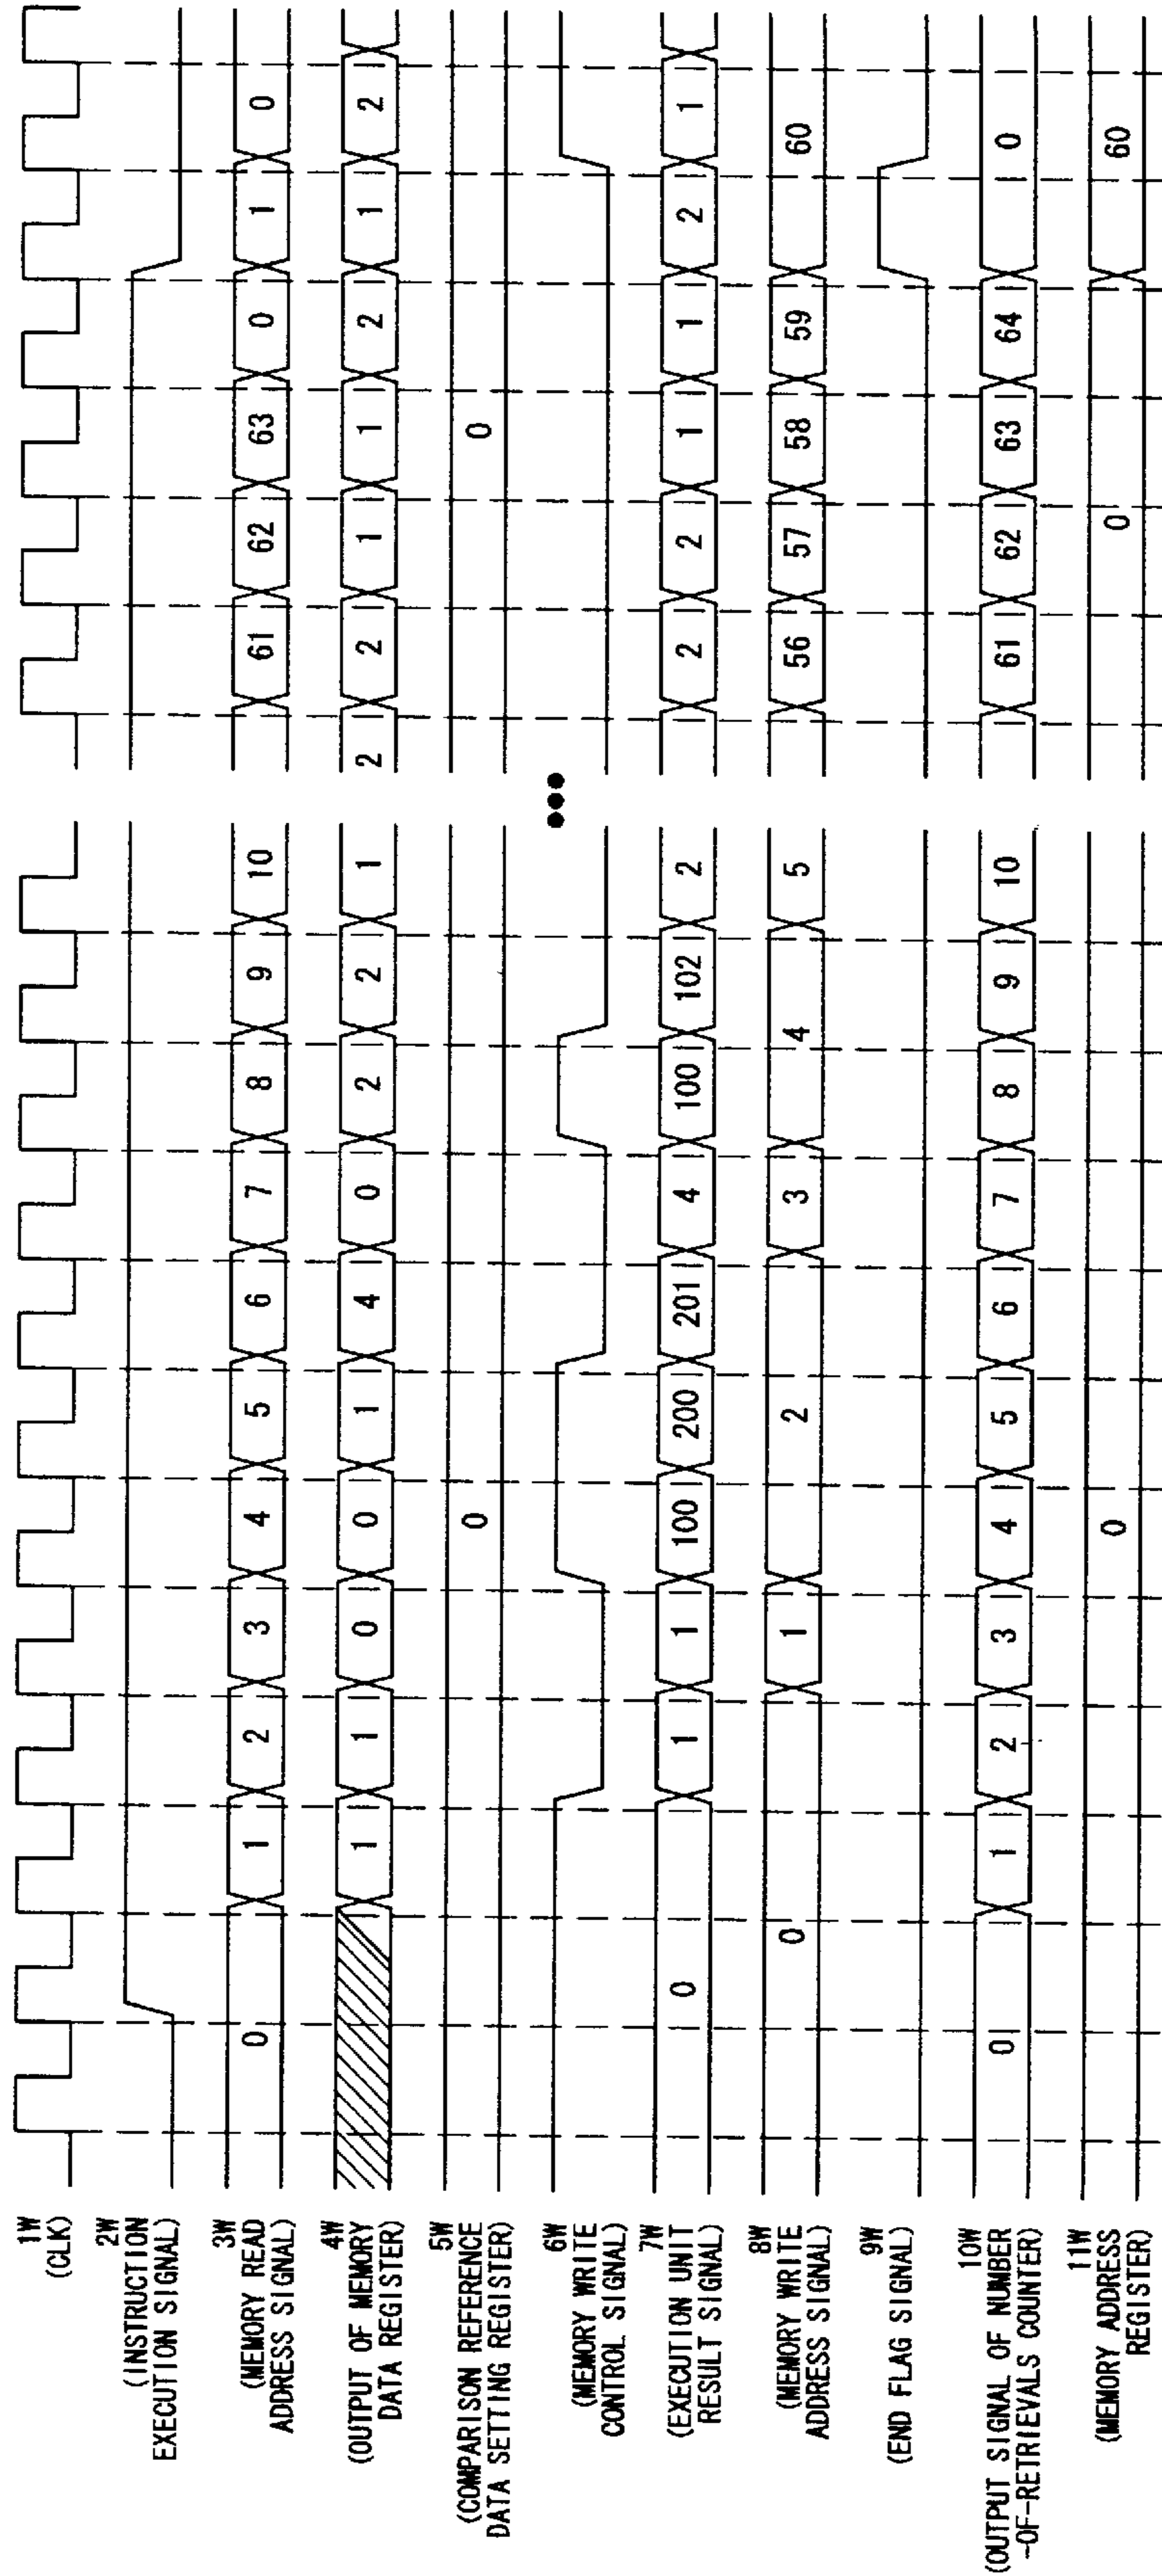 1W
(CLK)
2W
(INSTRUCTION
EXECUTION SIGNAL)
3W
(MEMORY READ
ADDRESS SIGNAL)
0 1 2 3 4 5 6 7 8 9 10 61 62 63 0 1 0
4W
(OUTPUT OF MEMORY
DATA REGISTER)
1 1 0 0 1 4 0 2 2 1 2 2 1 1 2 1 2
5W
(COMPARISON REFERENCE
DATA SETTING REGISTER)
0 0
6W
(MEMORY WRITE
CONTROL SIGNAL)
7W
(EXECUTION UNIT
RESULT SIGNAL)
0 1 1 100 200 201 4 100 102 2 2 2 1 1 2 1
8W
(MEMORY WRITE
ADDRESS SIGNAL)
0 1 2 3 4 5 56 57 58 59 60
9W
(END FLAG SIGNAL)
10W
(OUTPUT SIGNAL OF NUMBER
-OF-RETRIEVALS COUNTER)
0 1 2 3 4 5 6 7 8 9 10 61 62 63 64 0
11W
(MEMORY ADDRESS
REGISTER)
0 0 60